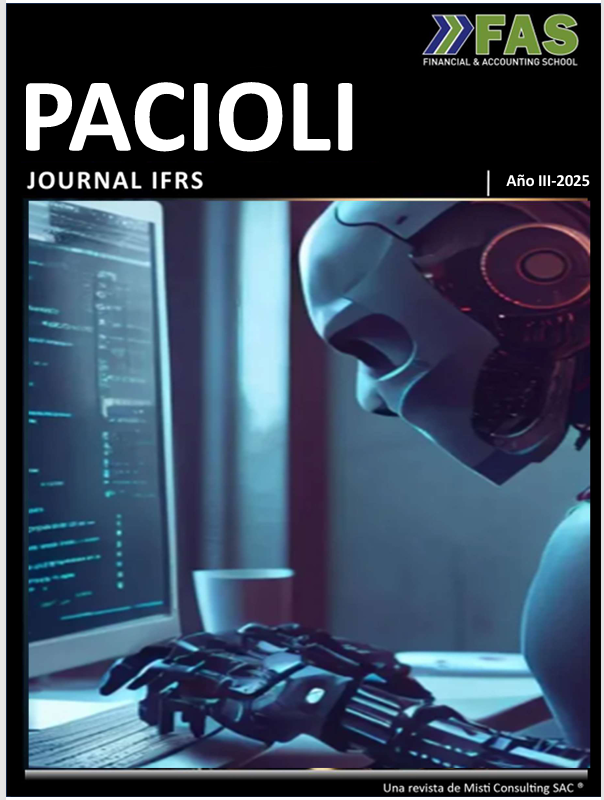 FAS
FINANCIAL & ACCOUNTING SCHOOL
PACIOLI
JOURNAL IFRS
Año III-2025
Una revista de Misti Consulting SAC ®